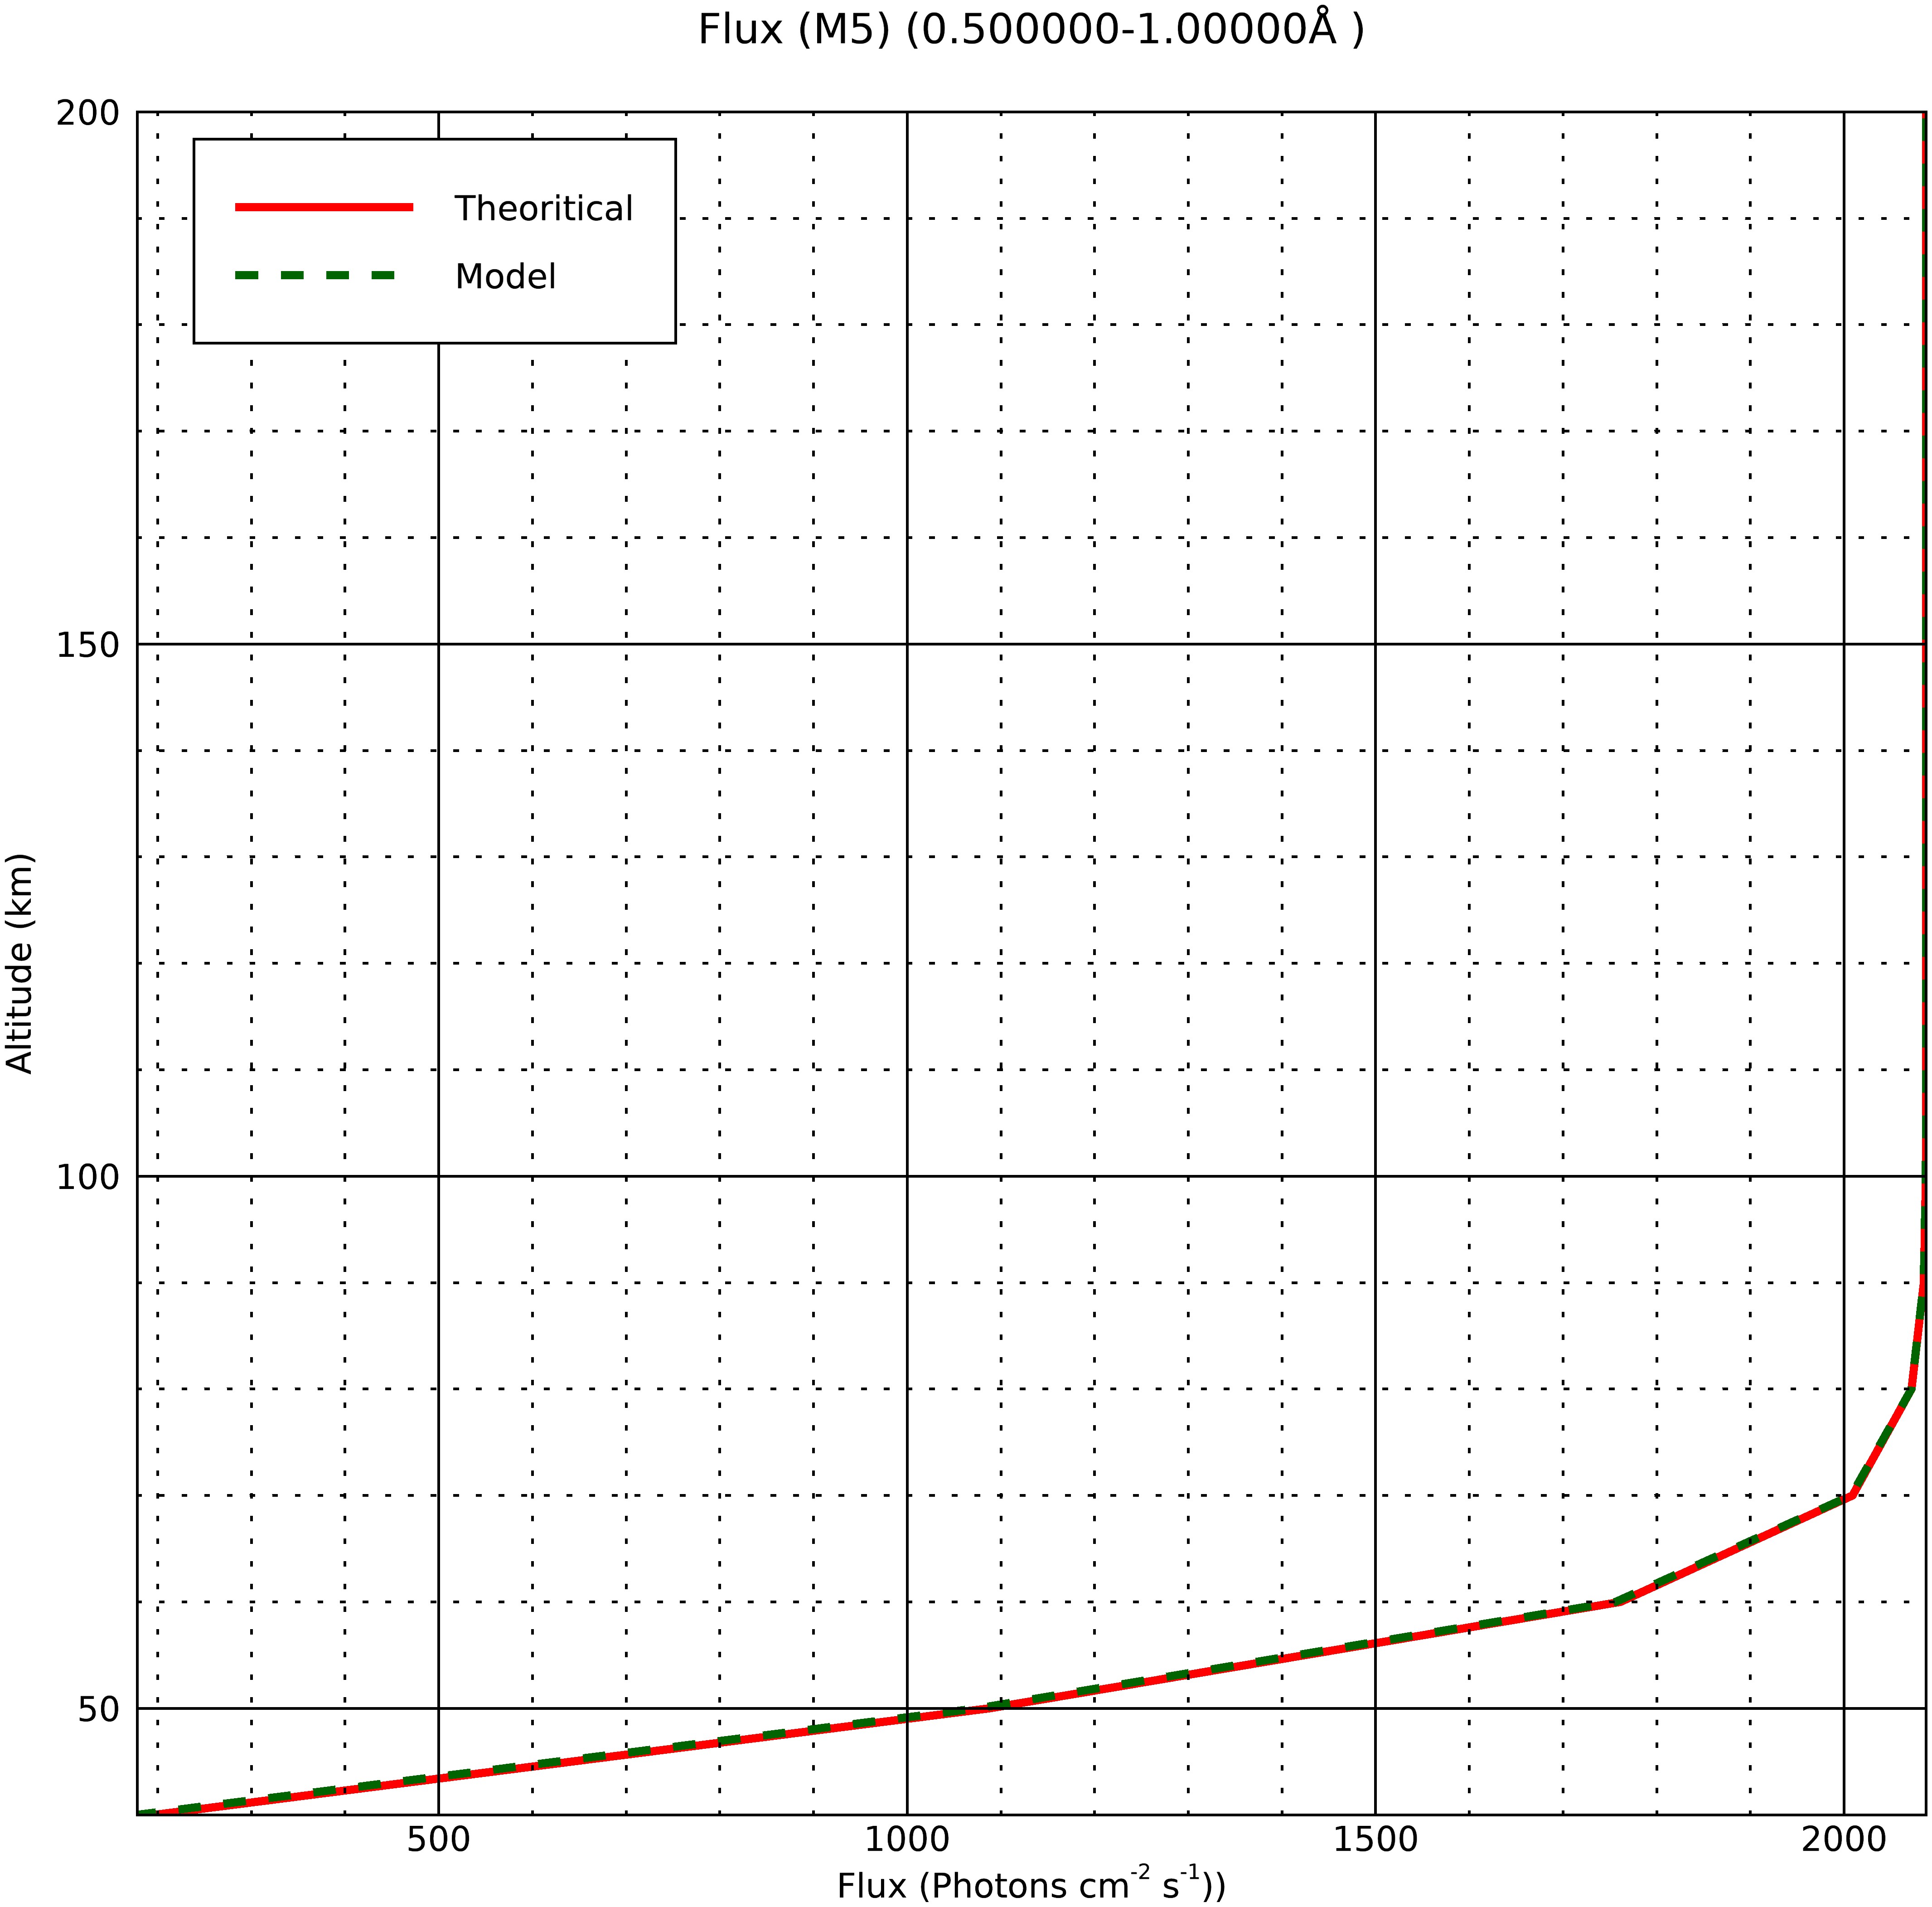 Flux (M5) (0.500000-1.00000Å )
200
Theoritical
Model
150
100
50
Altitude (km)
500 1000 1500 2000
Flux (Photons cm-2 s-1))